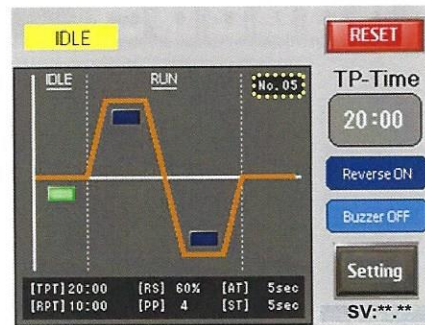 IDLE
RESET
IDLE RUN No.05
TP-Time
20:00
Reverse ON
Buzzer OFF
Setting
[TPT]20:00 [RS] 60% [AT] 5sec
[RPT]10:00 [PP] 4 [ST] 5sec
SV:**.**